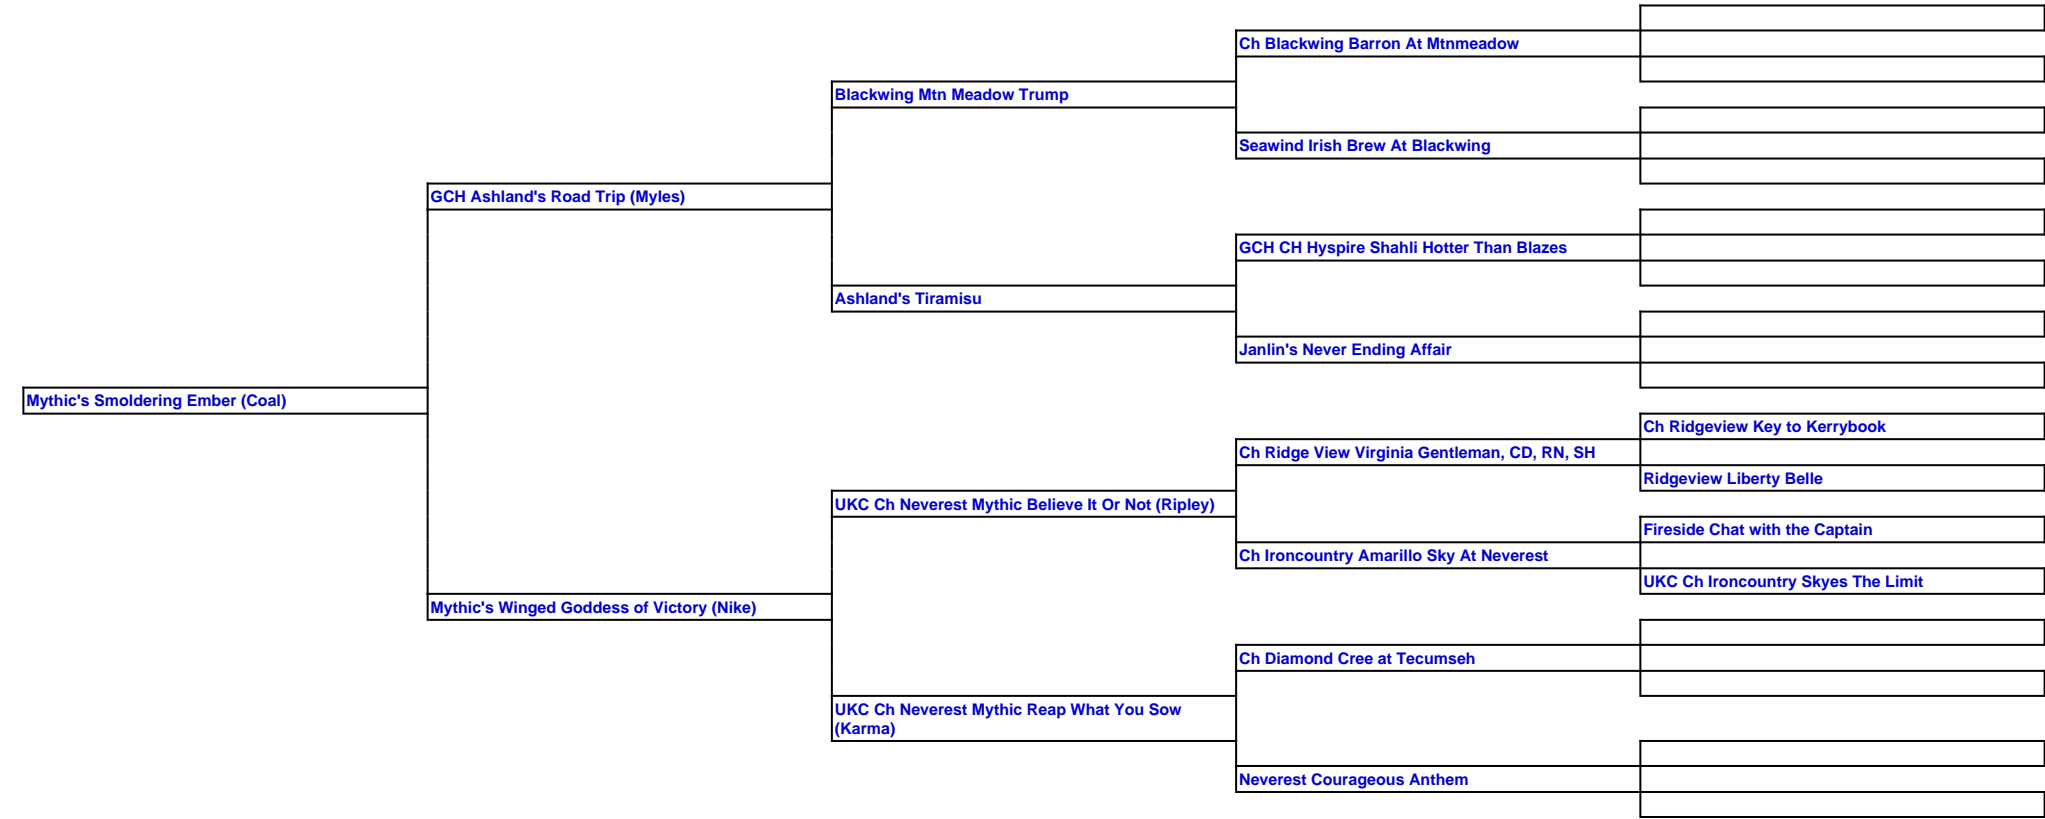 Ch Blackwing Barron At Mtnmeadow
Blackwing Mtn Meadow Trump
Seawind Irish Brew At Blackwing
GCH Ashland's Road Trip (Myles)
GCH CH Hyspire Shahli Hotter Than Blazes
Ashland's Tiramisu
Janlin's Never Ending Affair
Mythic's Smoldering Ember (Coal)
Ch Ridgeview Key to Kerrybook
Ch Ridge View Virginia Gentleman, CD, RN, SH
Ridgeview Liberty Belle
UKC Ch Neverest Mythic Believe It Or Not (Ripley)
Fireside Chat with the Captain
Ch Ironcountry Amarillo Sky At Neverest
UKC Ch Ironcountry Skyes The Limit
Mythic's Winged Goddess of Victory (Nike)
Ch Diamond Cree at Tecumseh
UKC Ch Neverest Mythic Reap What You Sow
(Karma)
Neverest Courageous Anthem